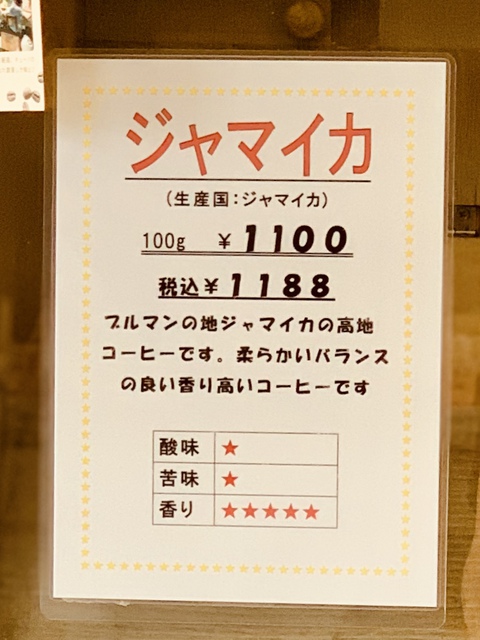 ジャマイカ
(生産国:ジャマイカ)
100g ￥1100
税込￥1188
ブルマンの地ジャマイカの高地
コーヒーです。柔らかいバランス
の良い香り高いコーヒーです
酸味 ★
苦味 ★
香り ★★★★★